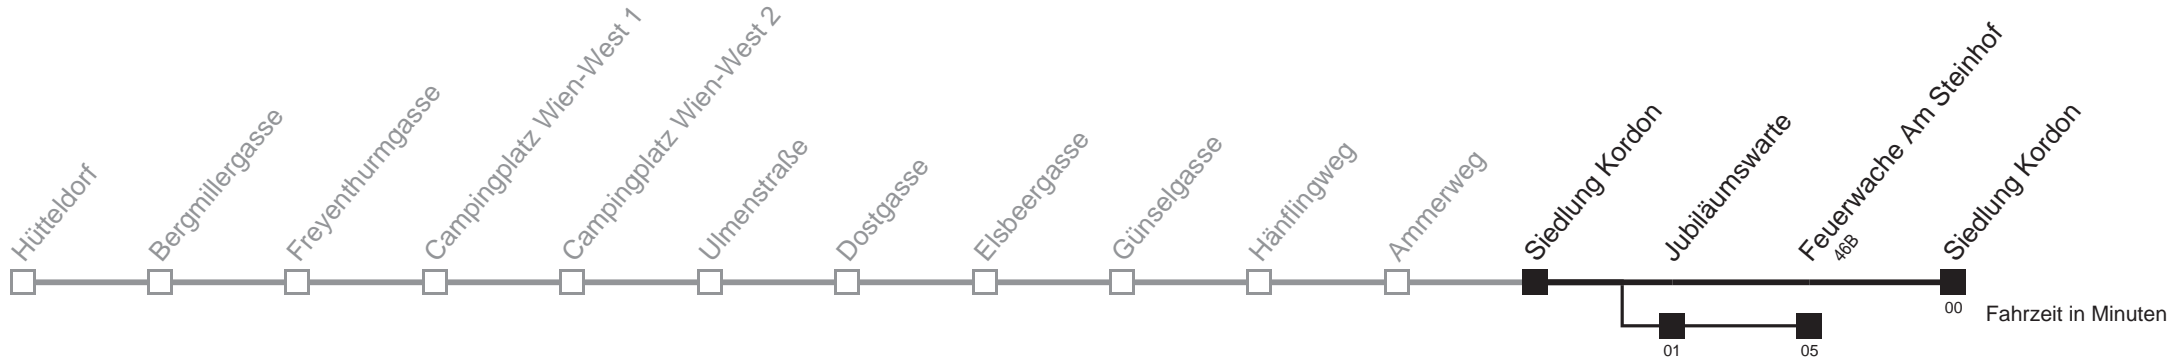 Hütteldorf
Bergmillergasse
Freyenthurmgasse
Campingplatz Wien-West 1
Campingplatz Wien-West 2
Ulmenstraße
Dostgasse
Elsbeergasse
Günselgasse
Hänflingweg
Ammerweg
Siedlung Kordon
Jubiläumswarte
Feuerwache Am Steinhof
46B
Siedlung Kordon
00
Fahrzeit in Minuten
01
05